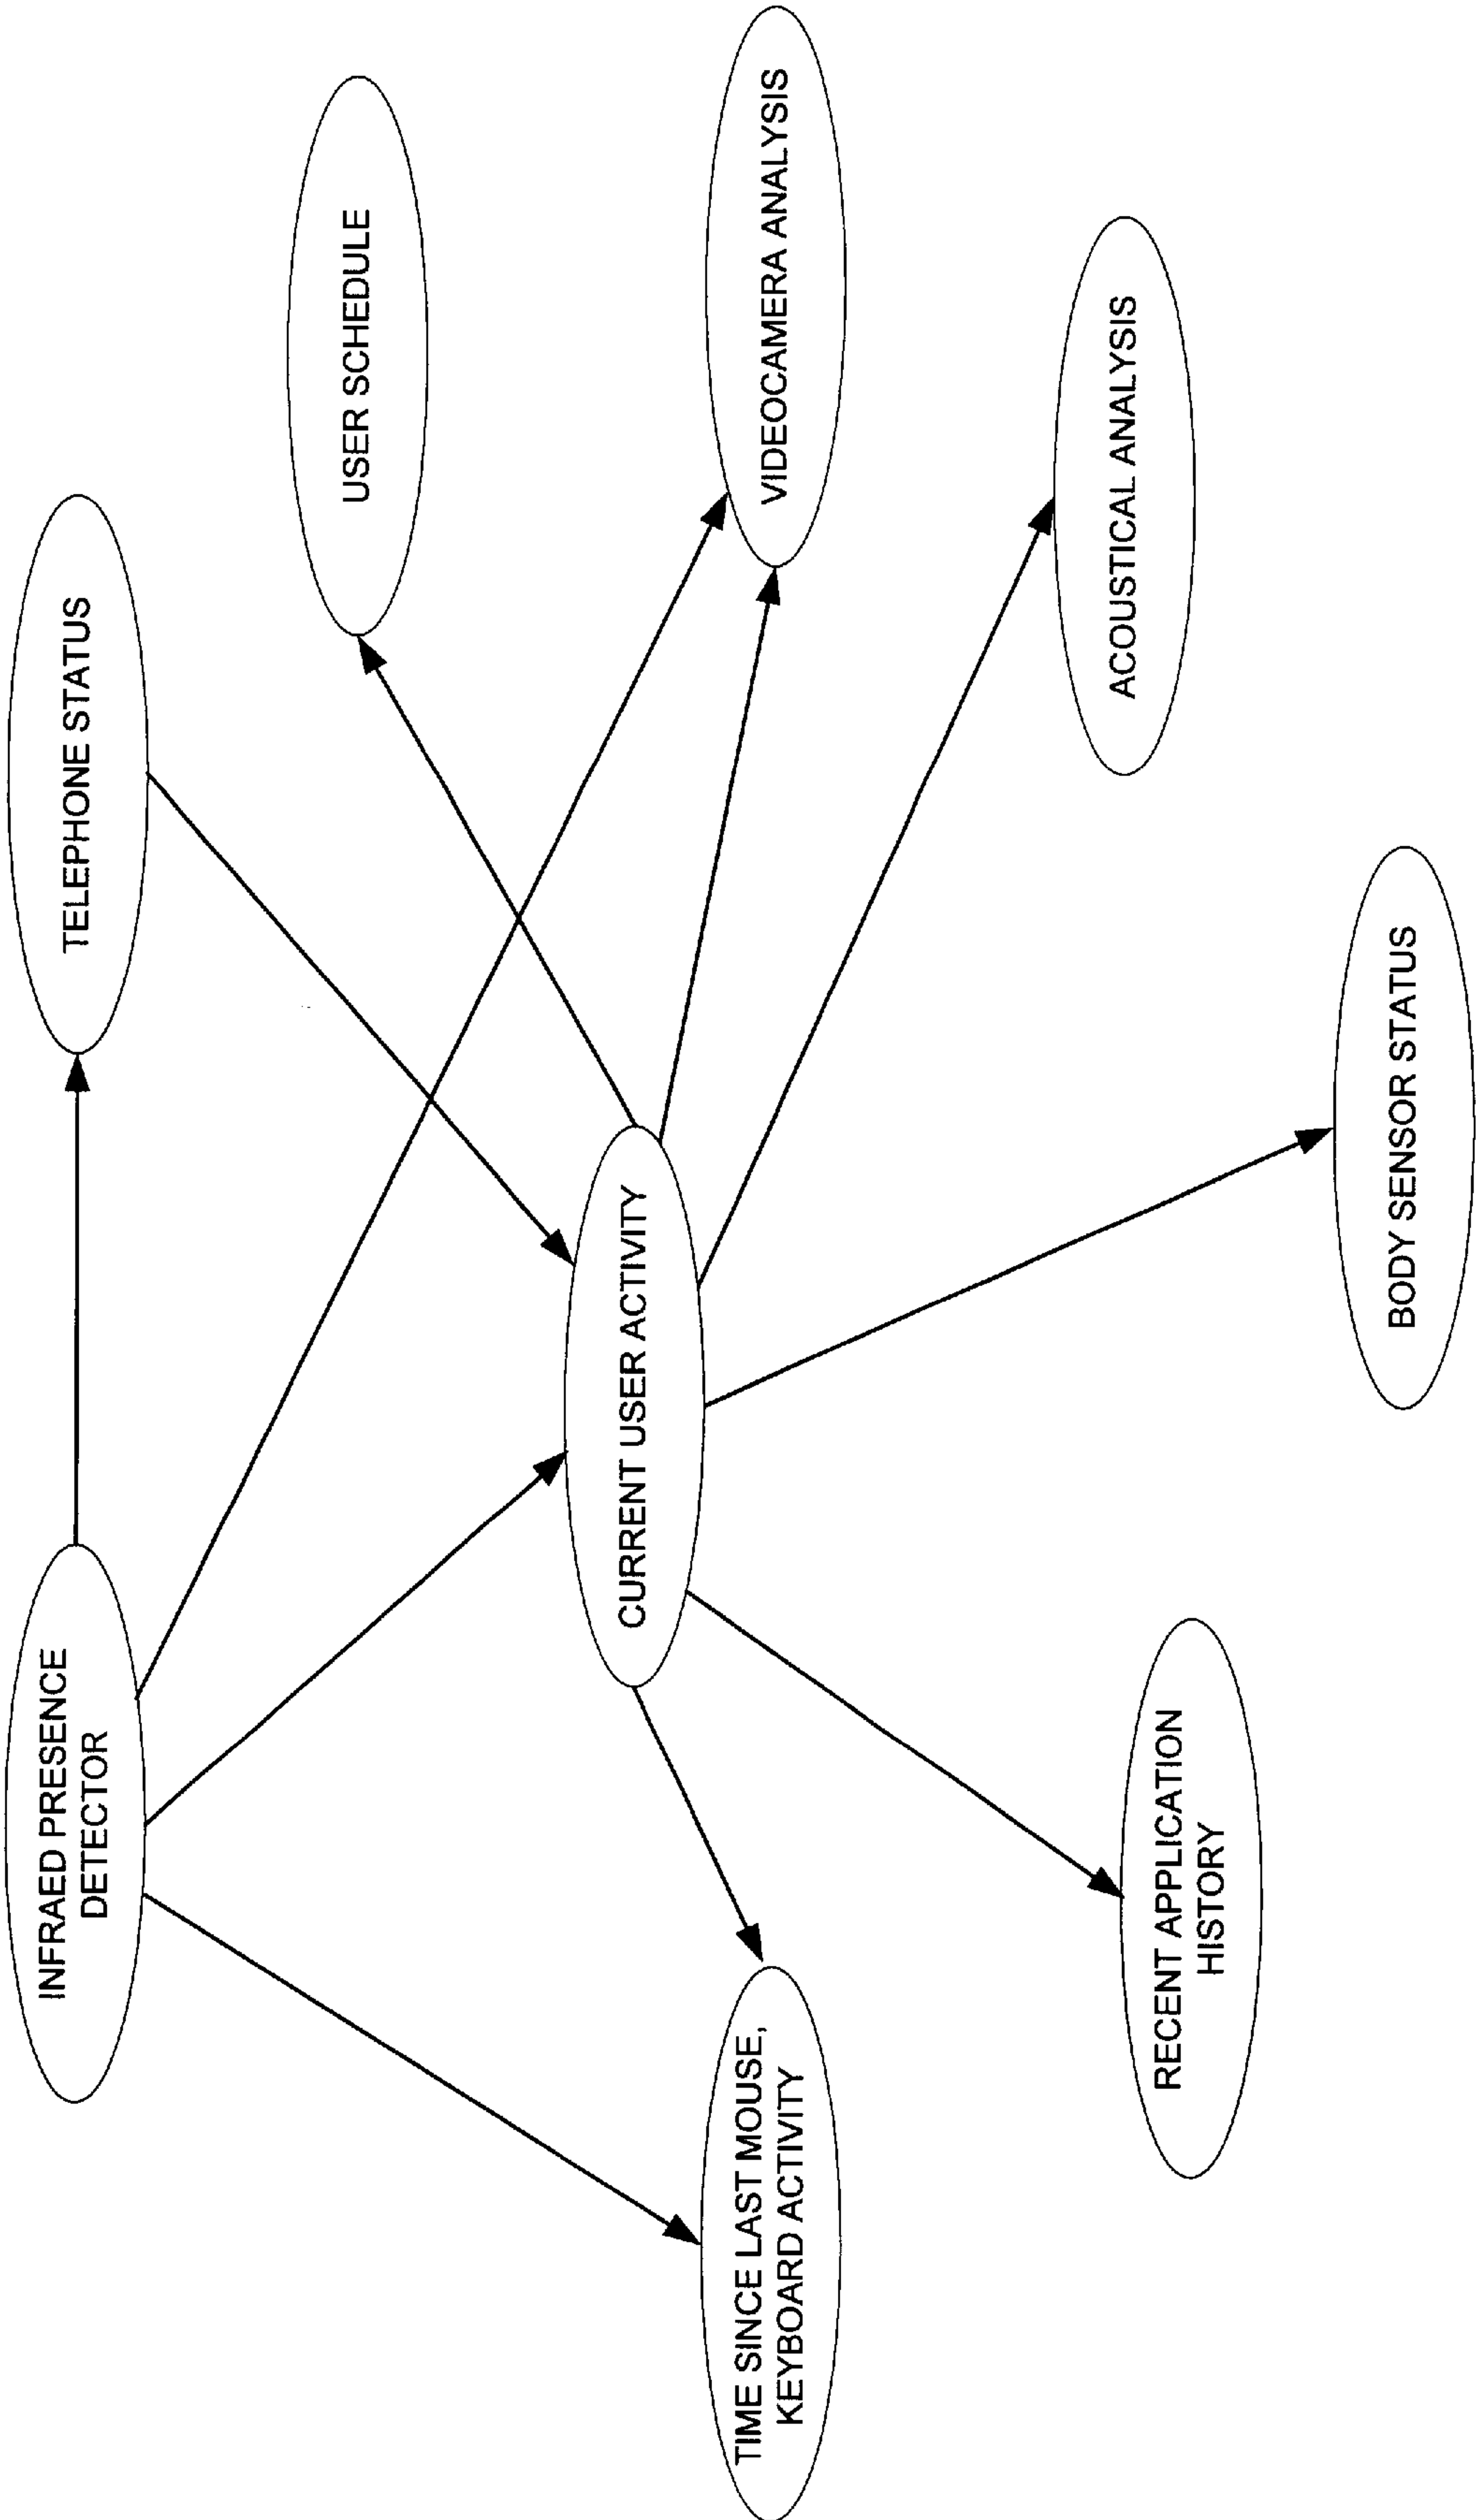 INFRAED PRESENCE
DETECTOR
TELEPHONE STATUS
USER SCHEDULE
CURRENT USER ACTIVITY
TIME SINCE LAST MOUSE,
KEYBOARD ACTIVITY
VIDEOCAMERA ANALYSIS
ACOUSTICAL ANALYSIS
RECENT APPLICATION
HISTORY
BODY SENSOR STATUS